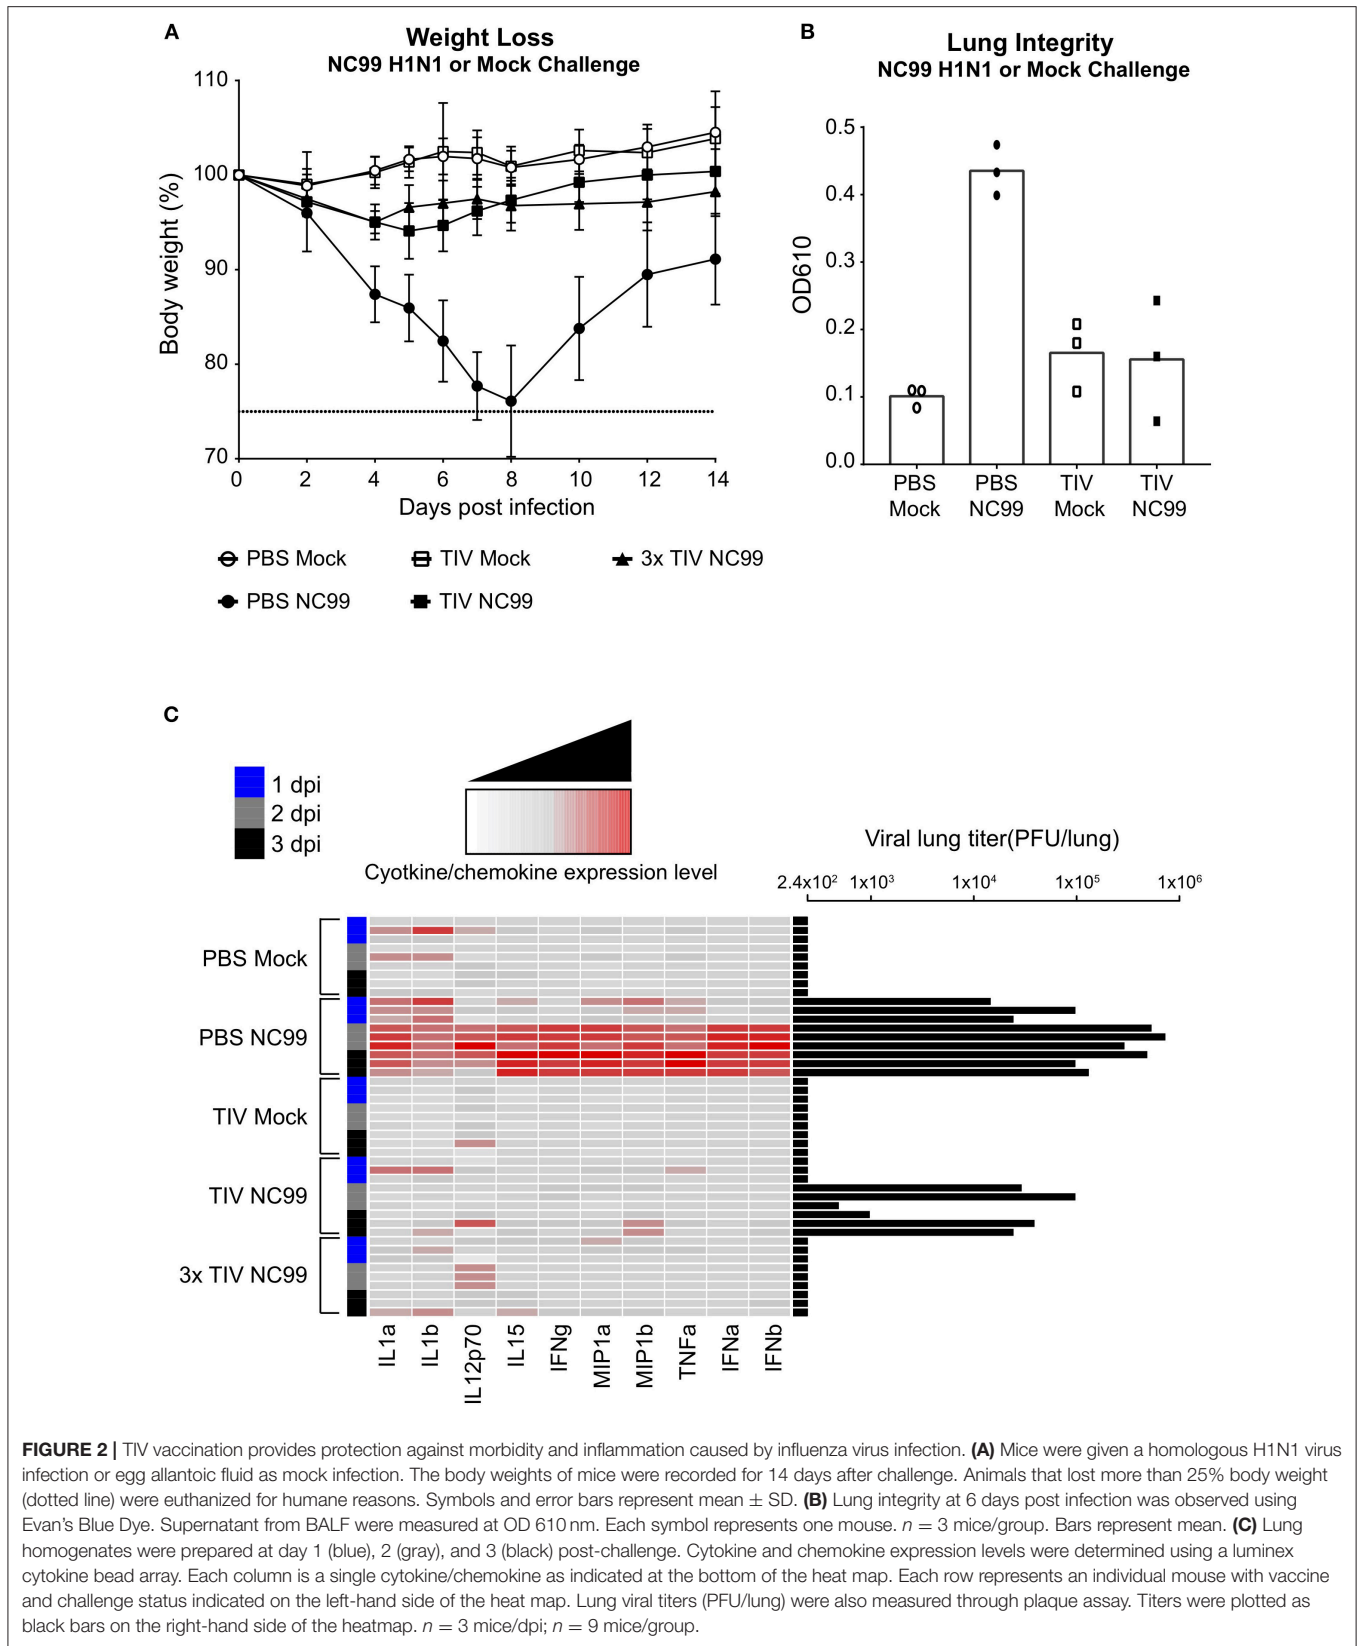 A
Weight Loss
NC99 H1N1 or Mock Challenge
110
100
90
80
70
Body weight (%)
0 2 4 6 8 10 12 14
Days post infection
PBS Mock TIV Mock 3x TIV NC99
PBS NC99 TIV NC99
B
Lung Integrity
NC99 H1N1 or Mock Challenge
0.5
0.4
0.3
0.2
0.1
0.0
OD610
PBS PBS TIV TIV
Mock NC99 Mock NC99
C
1 dpi
2 dpi
3 dpi
Cyotkine/chemokine expression level
Viral lung titer(PFU/lung)
2.4x10² 1x10³ 1x10⁴ 1x10⁵ 1x10⁶
PBS Mock
PBS NC99
TIV Mock
TIV NC99
3x TIV NC99
IL1a
IL1b
IL12p70
IL15
IFNg
MIP1a
MIP1b
TNFa
IFNa
IFNb
FIGURE 2 | TIV vaccination provides protection against morbidity and inflammation caused by influenza virus infection. (A) Mice were given a homologous H1N1 virus
infection or egg allantoic fluid as mock infection. The body weights of mice were recorded for 14 days after challenge. Animals that lost more than 25% body weight
(dotted line) were euthanized for humane reasons. Symbols and error bars represent mean ± SD. (B) Lung integrity at 6 days post infection was observed using
Evan's Blue Dye. Supernatant from BALF were measured at OD 610 nm. Each symbol represents one mouse. n = 3 mice/group. Bars represent mean. (C) Lung
homogenates were prepared at day 1 (blue), 2 (gray), and 3 (black) post-challenge. Cytokine and chemokine expression levels were determined using a luminex
cytokine bead array. Each column is a single cytokine/chemokine as indicated at the bottom of the heat map. Each row represents an individual mouse with vaccine
and challenge status indicated on the left-hand side of the heat map. Lung viral titers (PFU/lung) were also measured through plaque assay. Titers were plotted as
black bars on the right-hand side of the heatmap. n = 3 mice/dpi; n = 9 mice/group.